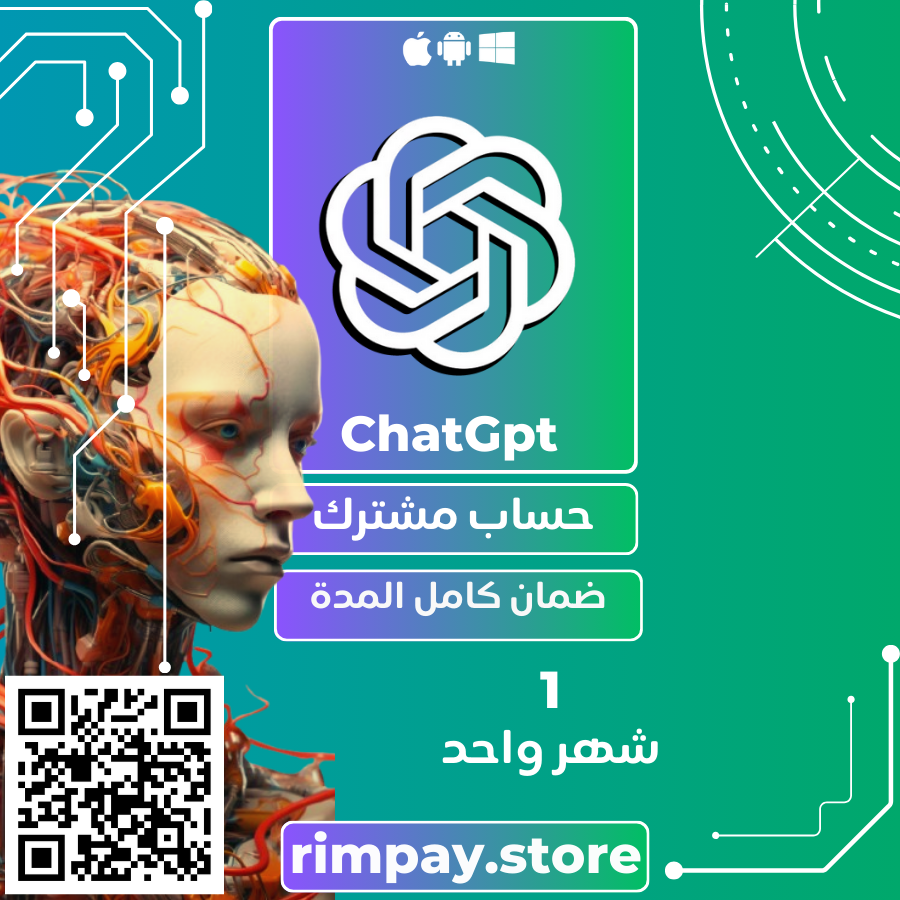 ChatGpt
حساب مشترك
ضمان كامل المدة
1
شهر واحد
rimpay.store